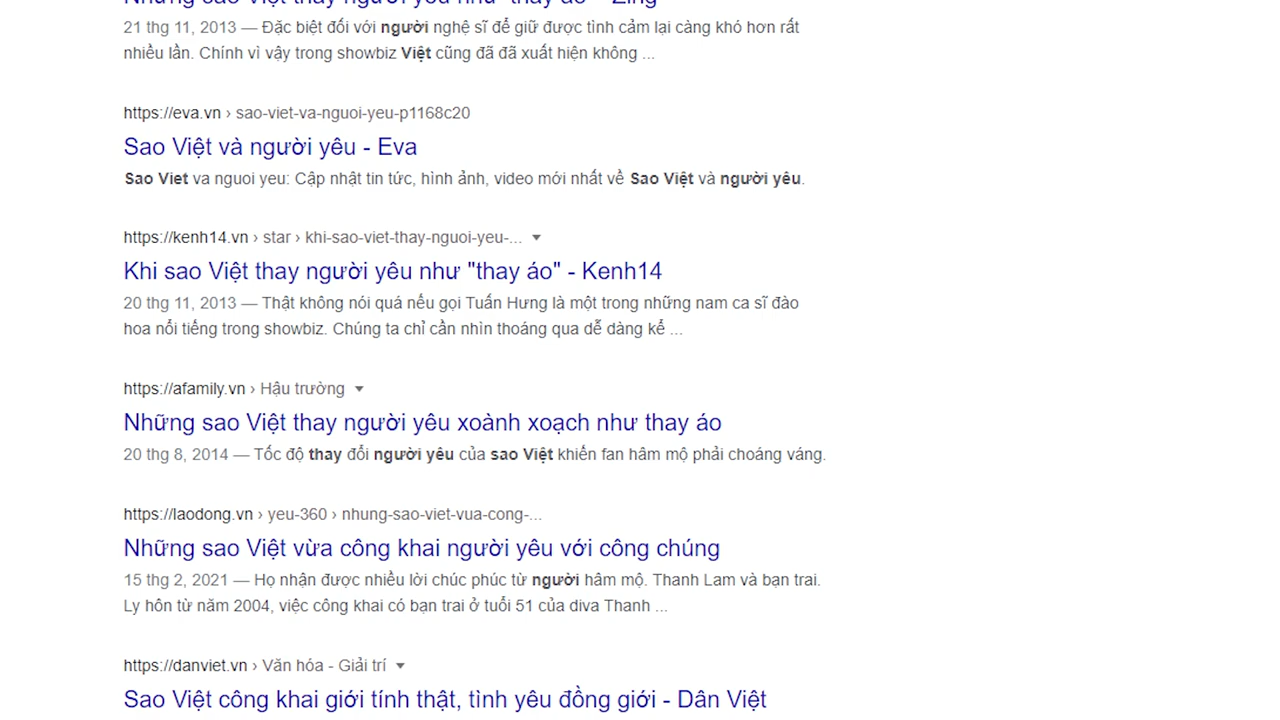 Những sao Việt thay người yêu như "thay áo" - Zing
21 thg 11, 2013 — Đặc biệt đối với người nghệ sĩ để giữ được tình cảm lại càng khó hơn rất
nhiều lần. Chính vì vậy trong showbiz Việt cũng đã đã xuất hiện không ...
https://eva.vn › sao-viet-va-nguoi-yeu-p1168c20
Sao Việt và người yêu - Eva
Sao Viet va nguoi yeu: Cập nhật tin tức, hình ảnh, video mới nhất về Sao Việt và người yêu.
https://kenh14.vn › star › khi-sao-viet-thay-nguoi-yeu-...
Khi sao Việt thay người yêu như "thay áo" - Kenh14
20 thg 11, 2013 — Thật không nói quá nếu gọi Tuấn Hưng là một trong những nam ca sĩ đào
hoa nổi tiếng trong showbiz. Chúng ta chỉ cần nhìn thoáng qua dễ dàng kể ...
https://afamily.vn › Hậu trường
Những sao Việt thay người yêu xoành xoạch như thay áo
20 thg 8, 2014 — Tốc độ thay đổi người yêu của sao Việt khiến fan hâm mộ phải choáng váng.
https://laodong.vn › yeu-360 › nhung-sao-viet-vua-cong-...
Những sao Việt vừa công khai người yêu với công chúng
15 thg 2, 2021 — Họ nhận được nhiều lời chúc phúc từ người hâm mộ. Thanh Lam và bạn trai.
Ly hôn từ năm 2004, việc công khai có bạn trai ở tuổi 51 của diva Thanh ...
https://danviet.vn › Văn hóa - Giải trí
Sao Việt công khai giới tính thật, tình yêu đồng giới - Dân Việt